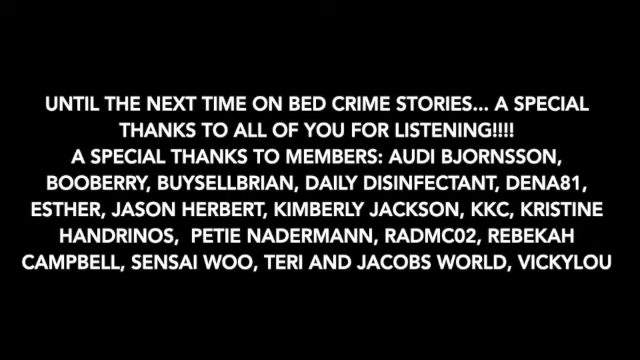 UNTIL THE NEXT TIME ON BED CRIME STORIES... A SPECIAL
THANKS TO ALL OF YOU FOR LISTENING!!!!
A SPECIAL THANKS TO MEMBERS: AUDI BJORNSSON,
BOOBERRY, BUYSELLBRIAN, DAILY DISINFECTANT, DENA81,
ESTHER, JASON HERBERT, KIMBERLY JACKSON, KKC, KRISTINE
HANDRINOS, PETIE NADERMANN, RADMC02, REBEKAH
CAMPBELL, SENSAI WOO, TERI AND JACOBS WORLD, VICKYLOU